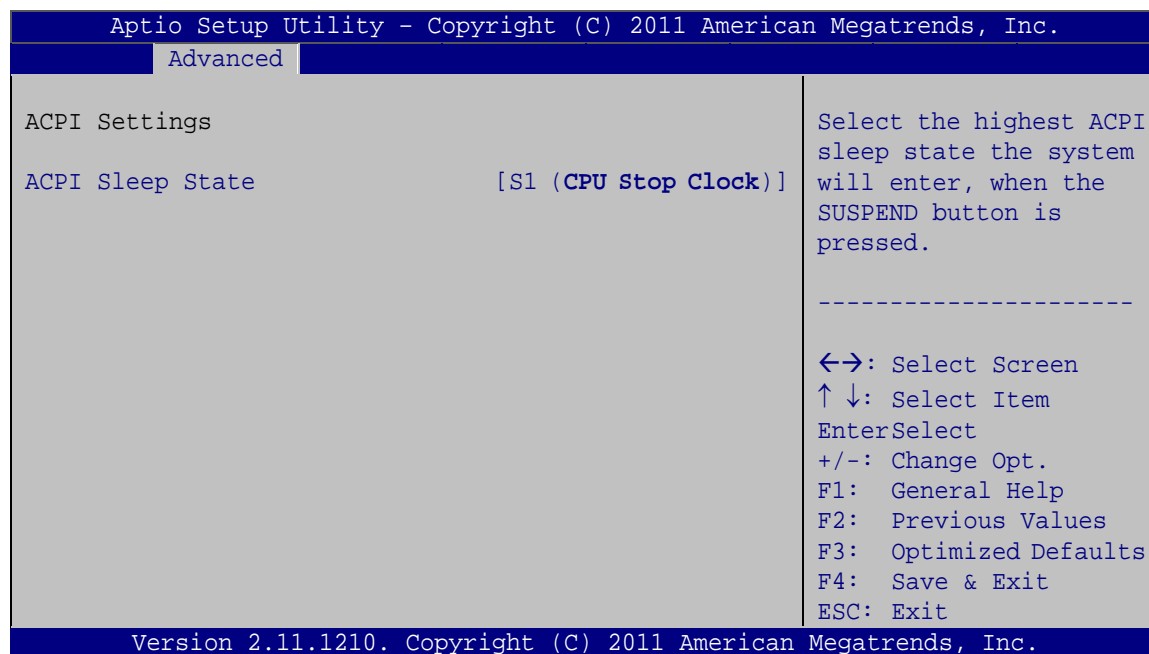 Aptio Setup Utility – Copyright (C) 2011 American Megatrends, Inc.
Advanced
ACPI Settings
ACPI Sleep State [S1 (CPU Stop Clock)]
Select the highest ACPI
sleep state the system
will enter, when the
SUSPEND button is
pressed.
----------------------
←→: Select Screen
↑ ↓: Select Item
EnterSelect
+/-: Change Opt.
F1: General Help
F2: Previous Values
F3: Optimized Defaults
F4: Save & Exit
ESC: Exit
Version 2.11.1210. Copyright (C) 2011 American Megatrends, Inc.